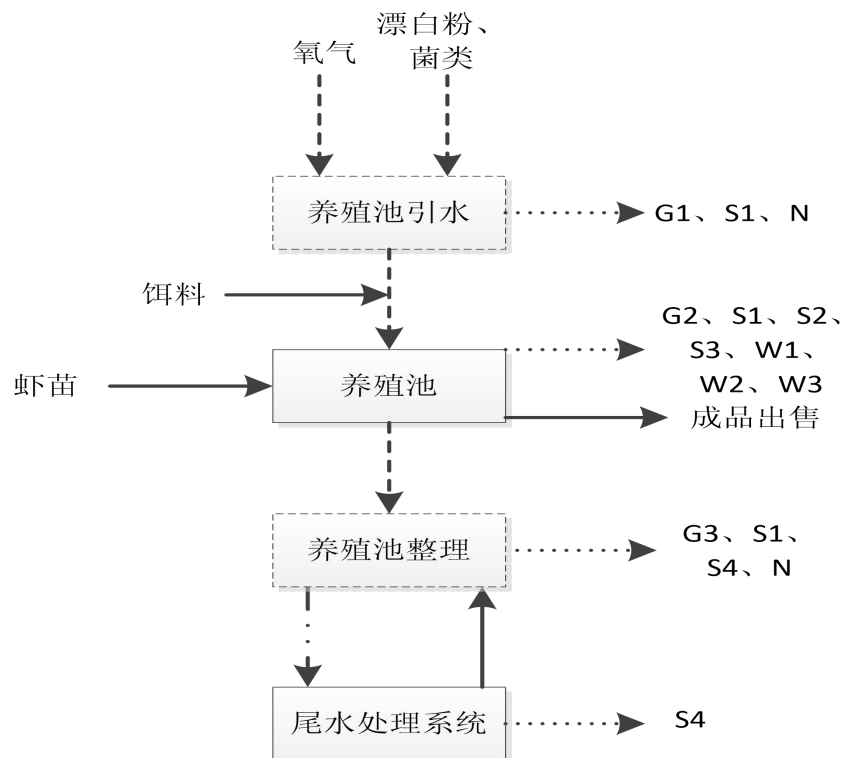 氧气
漂白粉、
菌类
养殖池引水
G1、S1、N
饵料
G2、S1、S2、
S3、W1、
W2、W3
虾苗
养殖池
成品出售
养殖池整理
G3、S1、
S4、N
尾水处理系统
S4